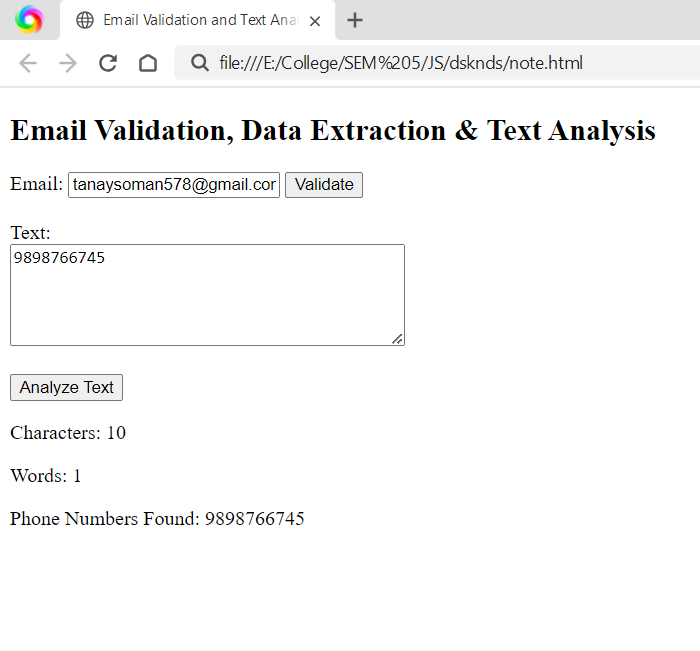 Email Validation and Text Anal
file:///E:/College/SEM%205/JS/dsknds/note.html
Email Validation, Data Extraction & Text Analysis
Email: tanaysoman578@gmail.cor Validate
Text:
9898766745
Analyze Text
Characters: 10
Words: 1
Phone Numbers Found: 9898766745